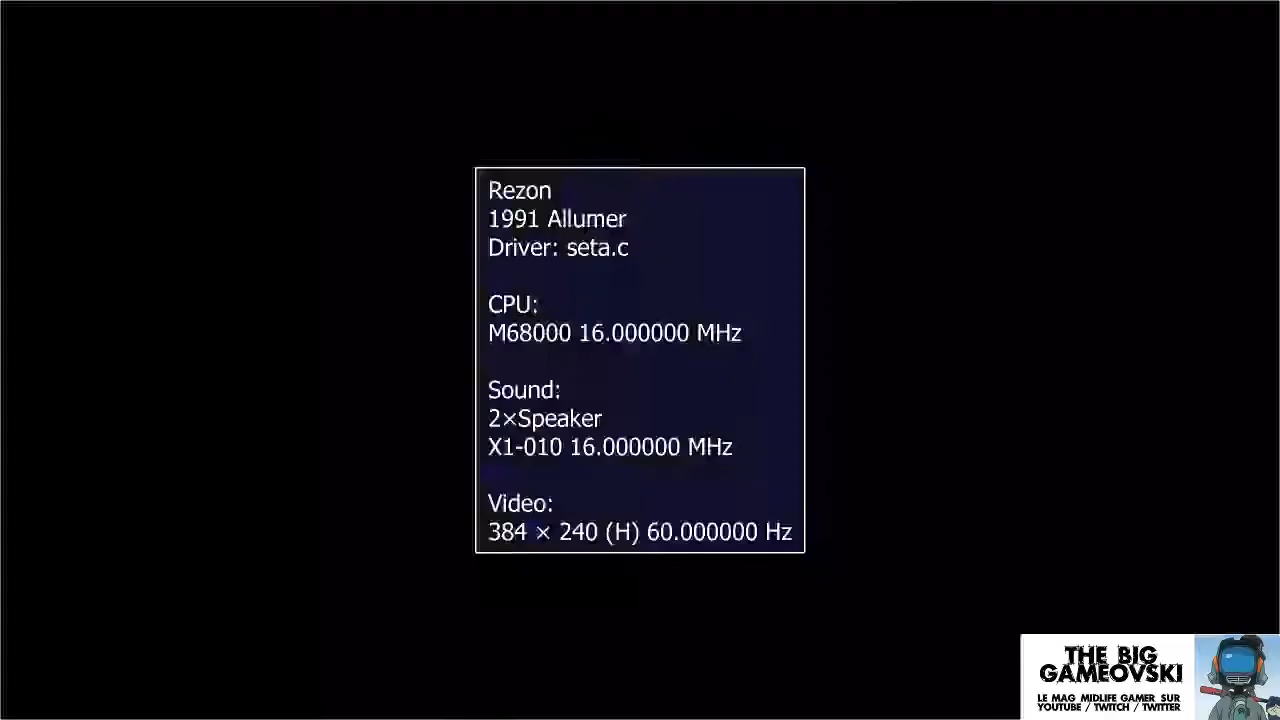 Rezon
1991 Allumer
Driver: seta.c
CPU:
M68000 16.000000 MHz
Sound:
2×Speaker
X1-010 16.000000 MHz
Video:
384 × 240 (H) 60.000000 Hz
THE BIG
GAMEOVSKI
LE MAG MIDLIFE GAMER SUR
YOUTUBE / TWITCH / TWITTER